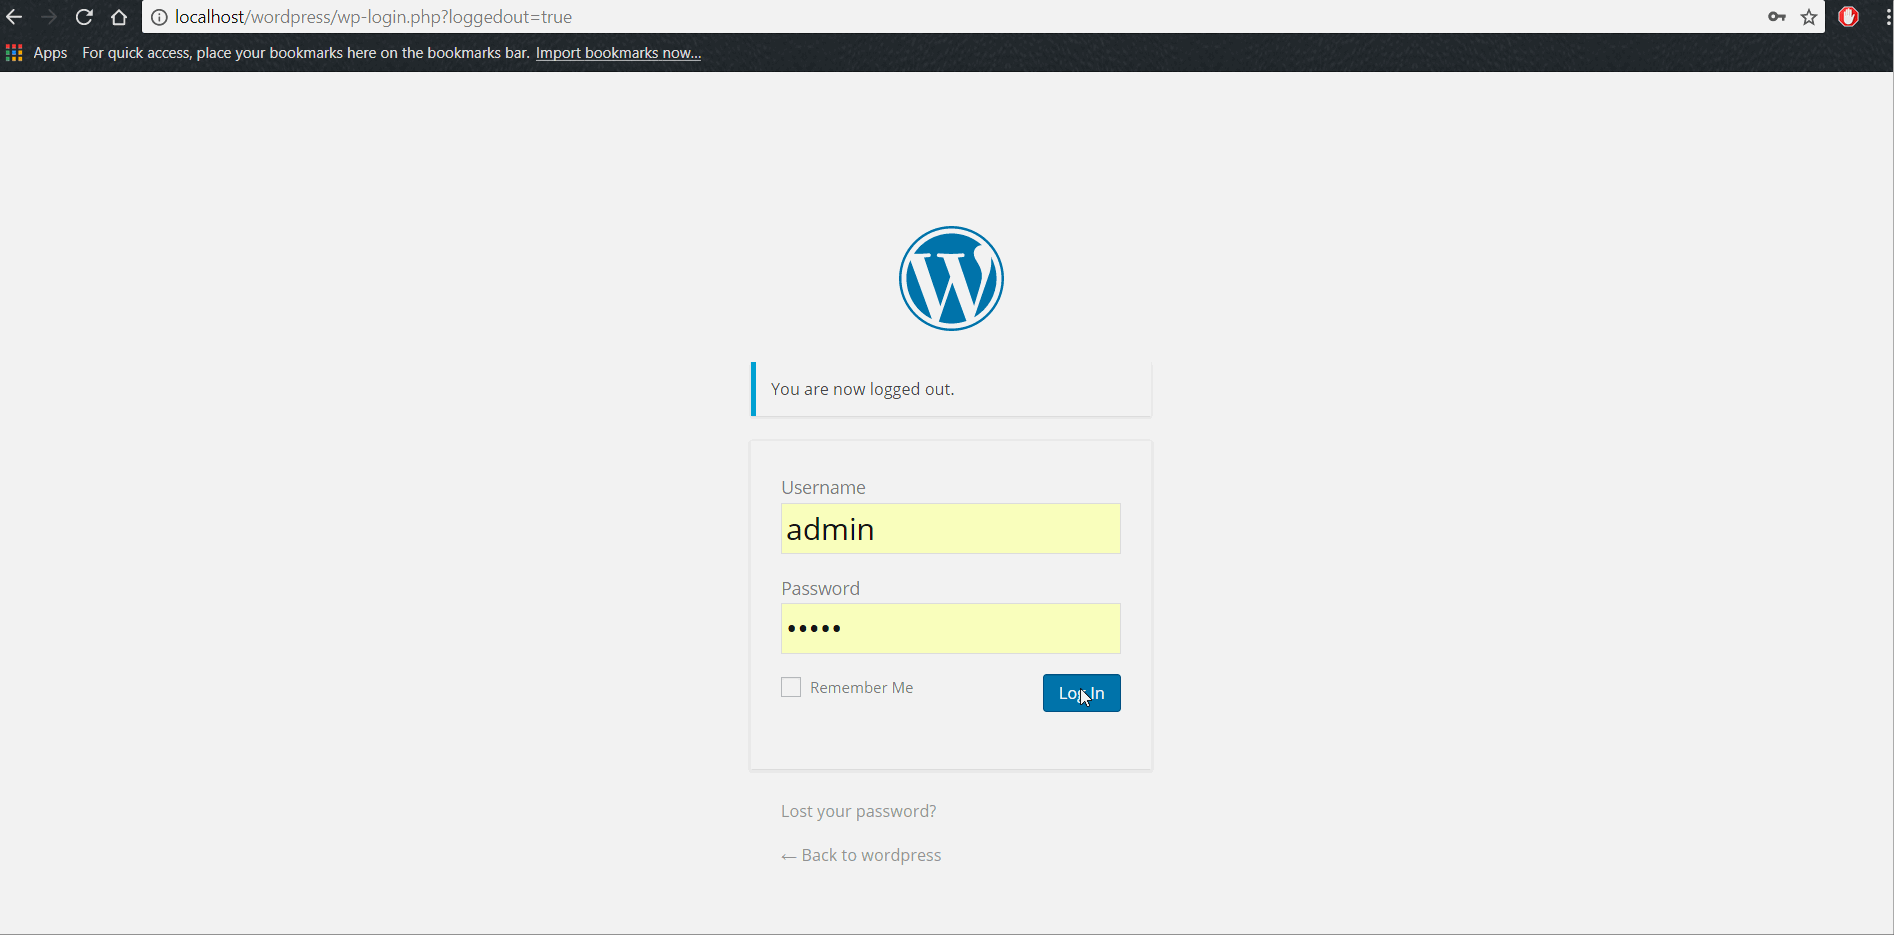 localhost/wordpress/wp-login.php?loggedout=true
Apps For quick access, place your bookmarks here on the bookmarks bar. Import bookmarks now...
You are now logged out.
Username
admin
Password
•••••
Remember Me
Log In
Lost your password?
← Back to wordpress